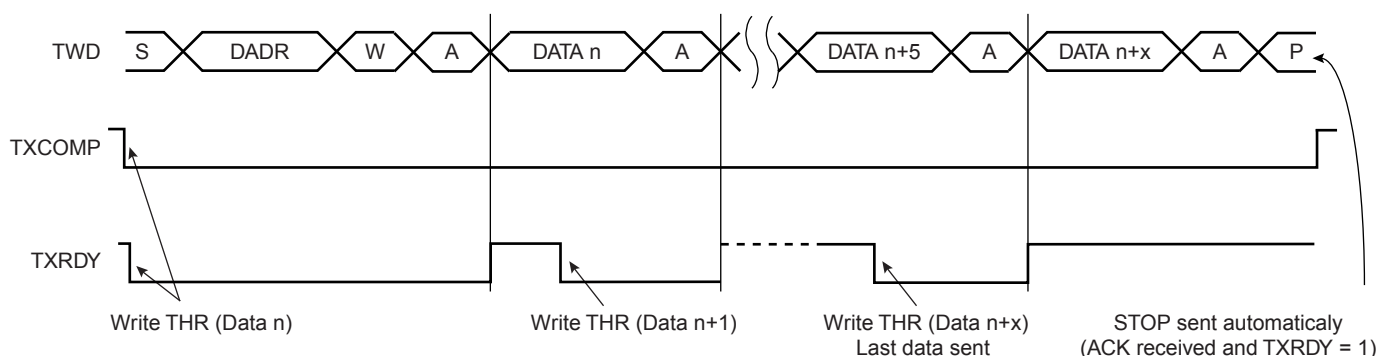 TWD S DADR W A DATA n A DATA n+5 A DATA n+x A P
TXCOMP
TXRDY
Write THR (Data n) Write THR (Data n+1) Write THR (Data n+x) STOP sent automaticaly
Last data sent (ACK received and TXRDY = 1)